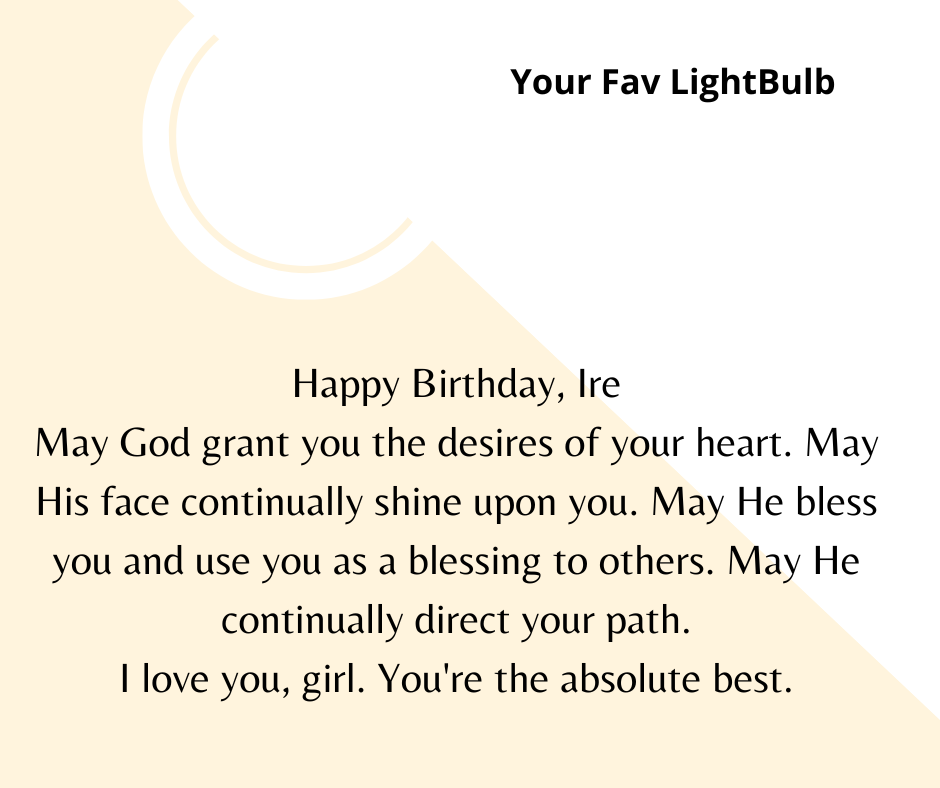 Your Fav LightBulb
Happy Birthday, Ire
May God grant you the desires of your heart. May
His face continually shine upon you. May He bless
you and use you as a blessing to others. May He
continually direct your path.
I love you, girl. You're the absolute best.